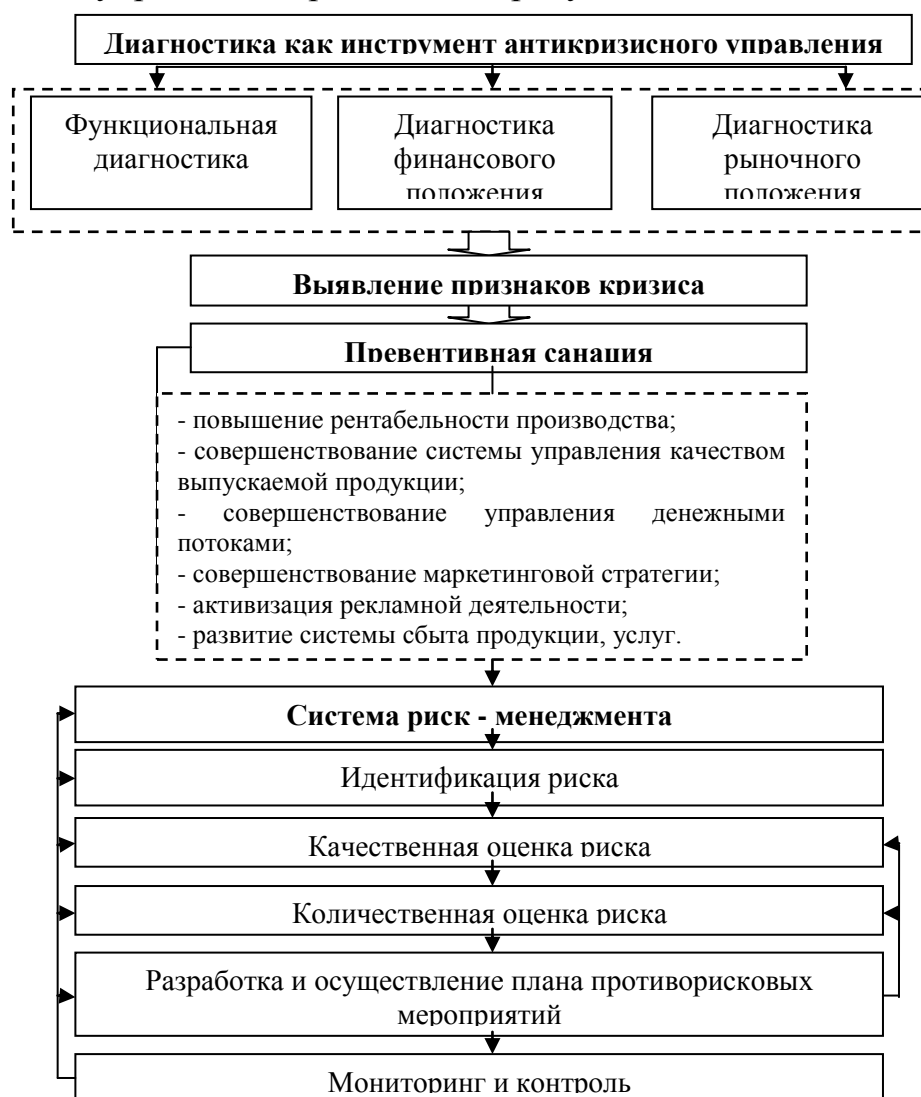 Диагностика как инструмент антикризисного управления
Функциональная
диагностика
Диагностика
финансового
положения
Диагностика
рыночного
положения
Выявление признаков кризиса
Превентивная санация
- повышение рентабельности производства;
- совершенствование системы управления качеством
выпускаемой продукции;
- совершенствование управления денежными
потоками;
- совершенствование маркетинговой стратегии;
- активизация рекламной деятельности;
- развитие системы сбыта продукции, услуг.
Система риск - менеджмента
Идентификация риска
Качественная оценка риска
Количественная оценка риска
Разработка и осуществление плана противорисковых
мероприятий
Мониторинг и контроль